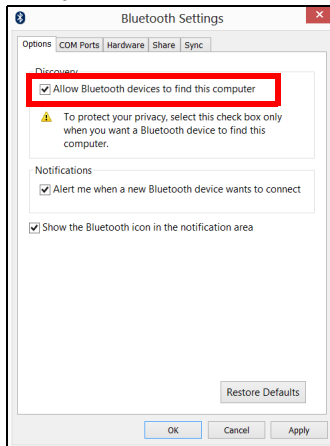 Bluetooth Settings
Options COM Ports Hardware Share Sync
Discovery
Allow Bluetooth devices to find this computer
To protect your privacy, select this check box only
when you want a Bluetooth device to find this
computer.
Notifications
Alert me when a new Bluetooth device wants to connect
Show the Bluetooth icon in the notification area
Restore Defaults
OK Cancel Apply